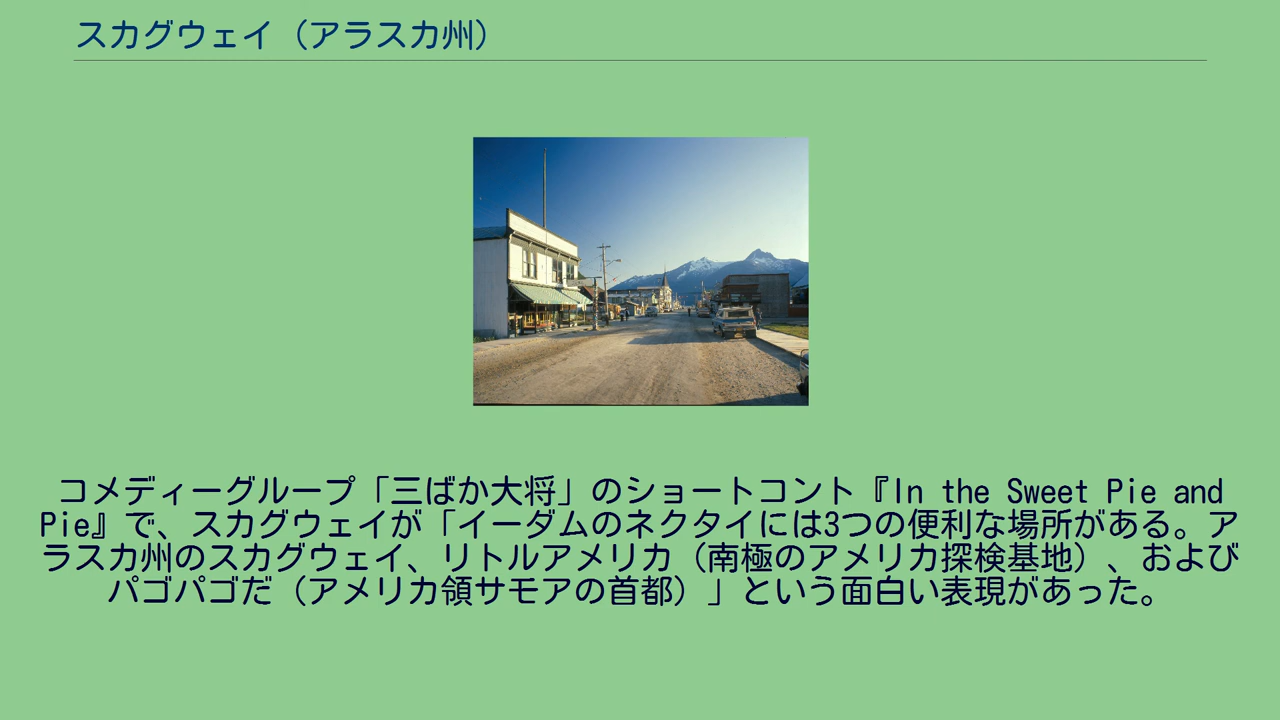 スカグウェイ（アラスカ州）
コメディーグループ「三ばか大将」のショートコント『In the Sweet Pie and
Pie』で、スカグウェイが「イーダムのネクタイには3つの便利な場所がある。ア
ラスカ州のスカグウェイ、リトルアメリカ（南極のアメリカ探検基地）、および
パゴパゴだ（アメリカ領サモアの首都）」という面白い表現があった。